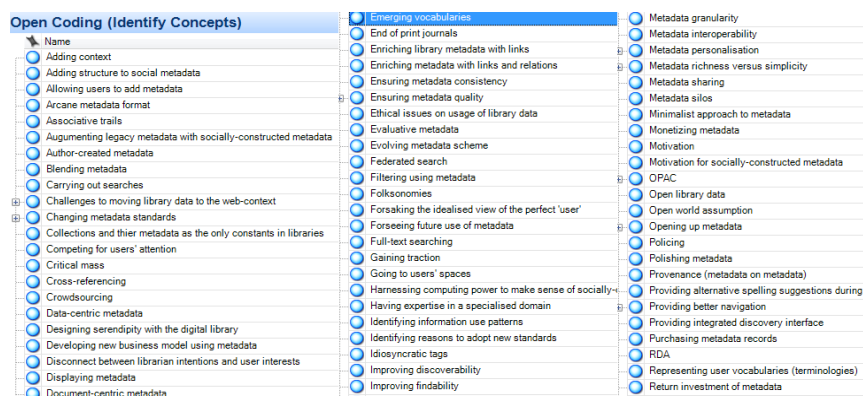 Open Coding (Identify Concepts)
Name
Adding context
Adding structure to social metadata
Allowing users to add metadata
Arcane metadata format
Associative trails
Augumenting legacy metadata with socially-constructed metadata
Author-created metadata
Blending metadata
Carrying out searches
Challenges to moving library data to the web-context
Changing metadata standards
Collections and thier metadata as the only constants in libraries
Competing for users' attention
Critical mass
Cross-referencing
Crowdsourcing
Data-centric metadata
Designing serendipity with the digital library
Developing new business model using metadata
Disconnect between librarian intentions and user interests
Displaying metadata
Document-centric metadata
Emerging vocabularies
End of print journals
Enriching library metadata with links
Enriching metadata with links and relations
Ensuring metadata consistency
Ensuring metadata quality
Ethical issues on usage of library data
Evaluative metadata
Evolving metadata scheme
Federated search
Filtering using metadata
Folksonomies
Forsaking the idealised view of the perfect 'user'
Forseeing future use of metadata
Full-text searching
Gaining traction
Going to users' spaces
Harnessing computing power to make sense of socially-
Having expertise in a specialised domain
Identifying information use patterns
Identifying reasons to adopt new standards
Idiosyncratic tags
Improving discoverability
Improving findability
Metadata granularity
Metadata interoperability
Metadata personalisation
Metadata richness versus simplicity
Metadata sharing
Metadata silos
Minimalist approach to metadata
Monetizing metadata
Motivation
Motivation for socially-constructed metadata
OPAC
Open library data
Open world assumption
Opening up metadata
Policing
Polishing metadata
Provenance (metadata on metadata)
Providing alternative spelling suggestions during
Providing better navigation
Providing integrated discovery interface
Purchasing metadata records
RDA
Representing user vocabularies (terminologies)
Return investment of metadata